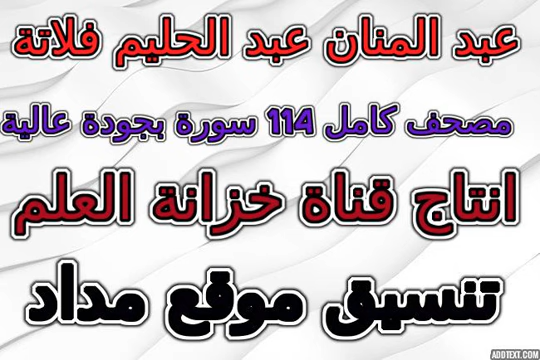 عبد المنان عبد الحليم فلاتة
مصحف كامل 114 سورة بجودة عالية
انتاج قناة خزانة العلم
تنسيق موقع مداد
ADDTEXT.COM